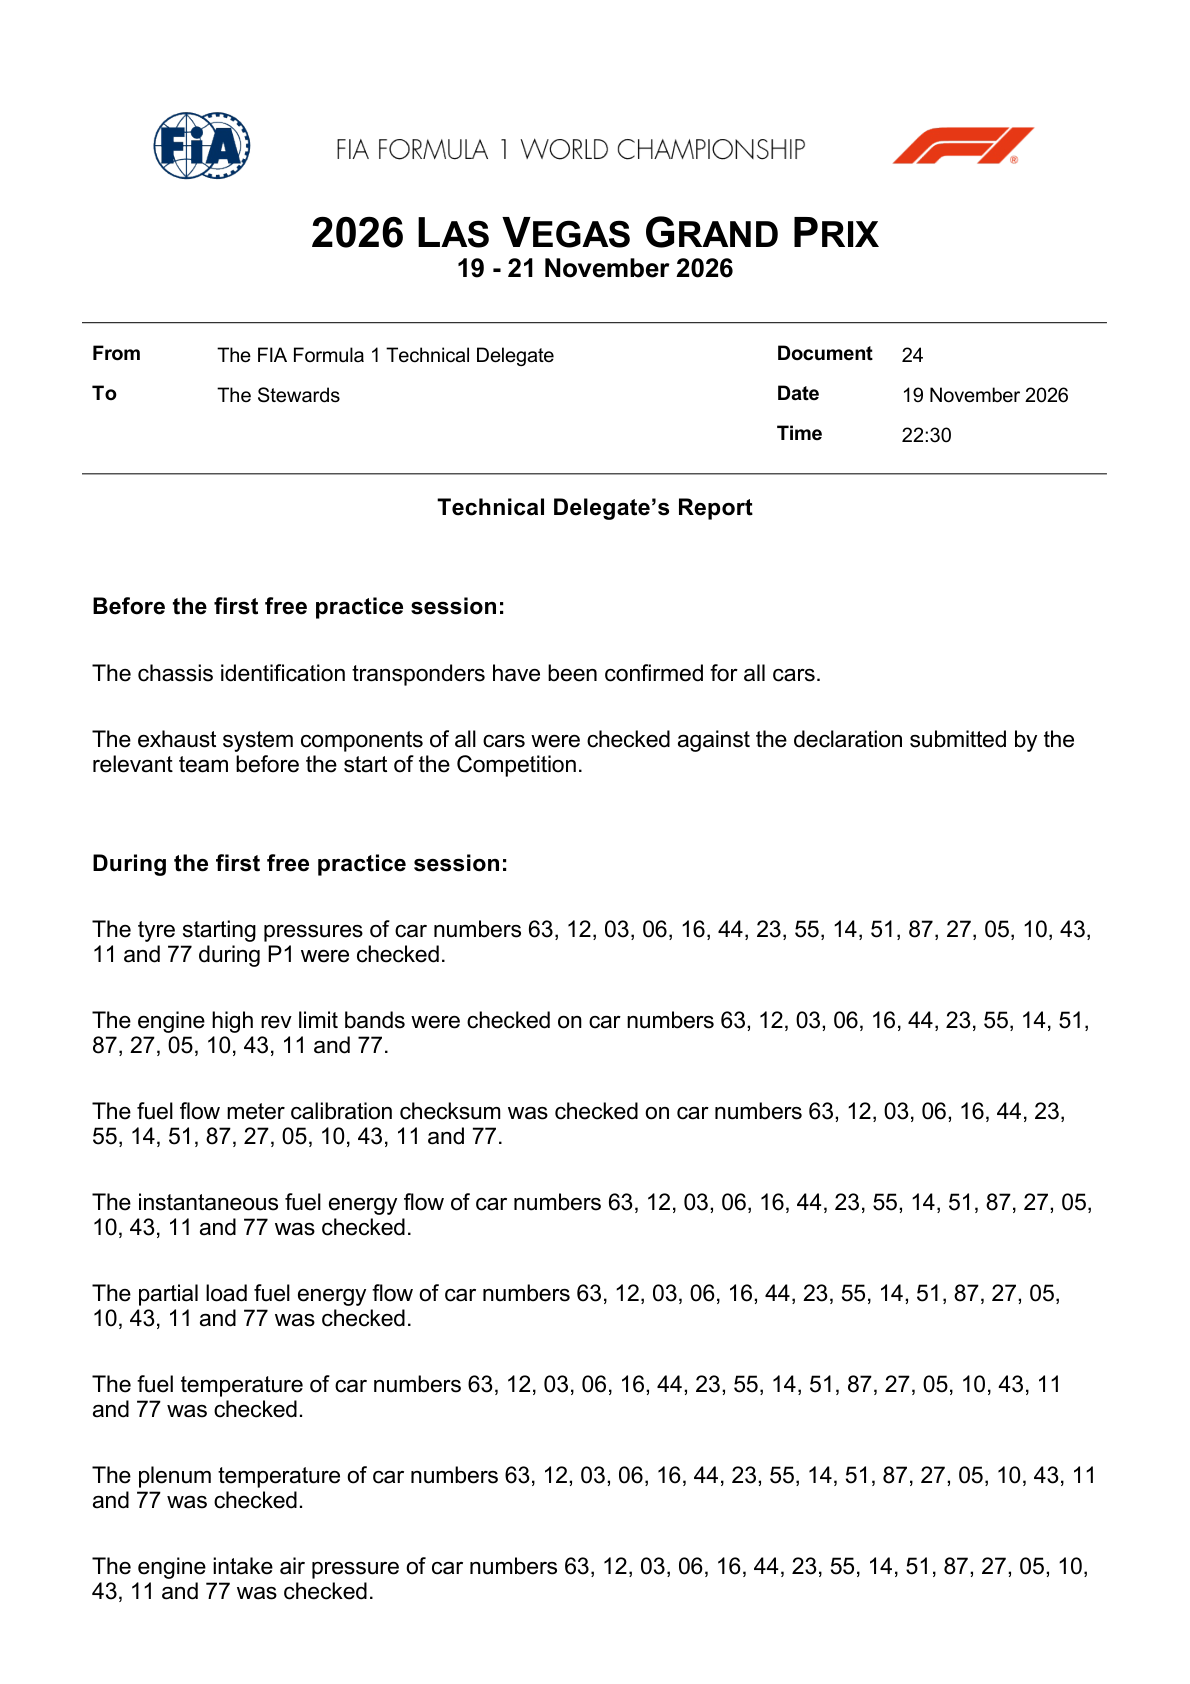 FIA
FIA FORMULA 1 WORLD CHAMPIONSHIP
F1®
2026 LAS VEGAS GRAND PRIX
19 - 21 November 2026
From The FIA Formula 1 Technical Delegate Document 24
To The Stewards Date 19 November 2026
Time 22:30
Technical Delegate’s Report
Before the first free practice session:
The chassis identification transponders have been confirmed for all cars.
The exhaust system components of all cars were checked against the declaration submitted by the
relevant team before the start of the Competition.
During the first free practice session:
The tyre starting pressures of car numbers 63, 12, 03, 06, 16, 44, 23, 55, 14, 51, 87, 27, 05, 10, 43,
11 and 77 during P1 were checked.
The engine high rev limit bands were checked on car numbers 63, 12, 03, 06, 16, 44, 23, 55, 14, 51,
87, 27, 05, 10, 43, 11 and 77.
The fuel flow meter calibration checksum was checked on car numbers 63, 12, 03, 06, 16, 44, 23,
55, 14, 51, 87, 27, 05, 10, 43, 11 and 77.
The instantaneous fuel energy flow of car numbers 63, 12, 03, 06, 16, 44, 23, 55, 14, 51, 87, 27, 05,
10, 43, 11 and 77 was checked.
The partial load fuel energy flow of car numbers 63, 12, 03, 06, 16, 44, 23, 55, 14, 51, 87, 27, 05,
10, 43, 11 and 77 was checked.
The fuel temperature of car numbers 63, 12, 03, 06, 16, 44, 23, 55, 14, 51, 87, 27, 05, 10, 43, 11
and 77 was checked.
The plenum temperature of car numbers 63, 12, 03, 06, 16, 44, 23, 55, 14, 51, 87, 27, 05, 10, 43, 11
and 77 was checked.
The engine intake air pressure of car numbers 63, 12, 03, 06, 16, 44, 23, 55, 14, 51, 87, 27, 05, 10,
43, 11 and 77 was checked.